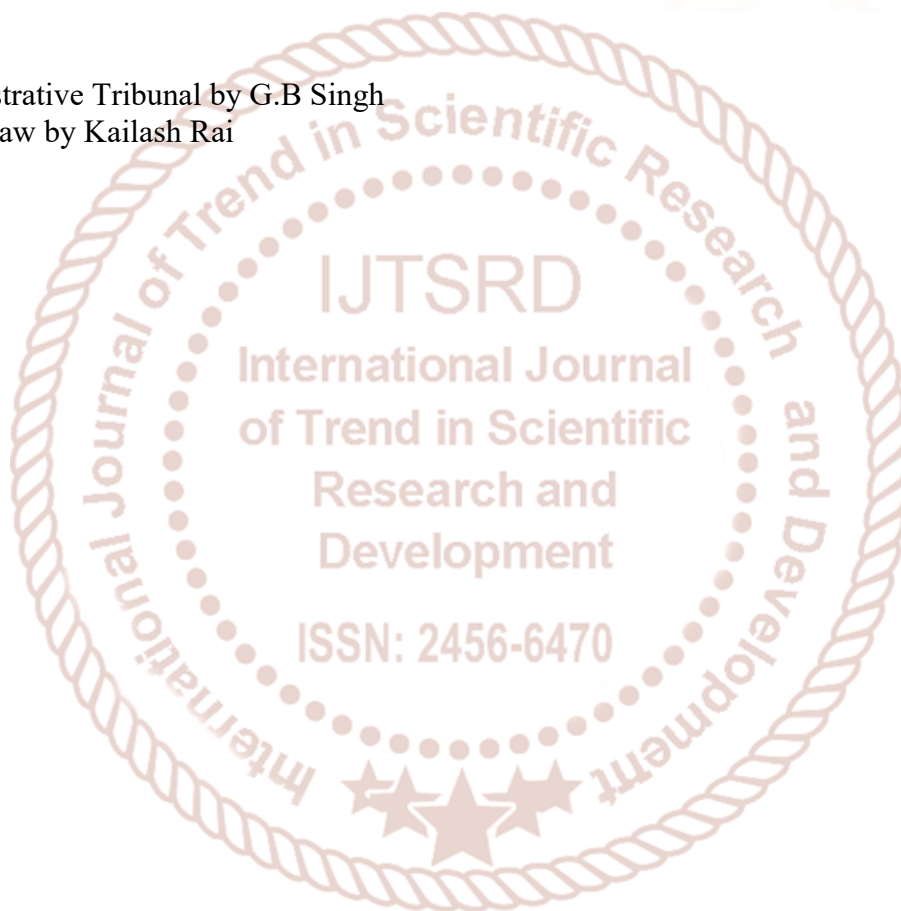 strative Tribunal by G.B Singh
aw by Kailash Rai
International Journal of Trend in Scientific Research and Development
IJTSRD
International Journal
of Trend in Scientific
Research and
Development
ISSN: 2456-6470